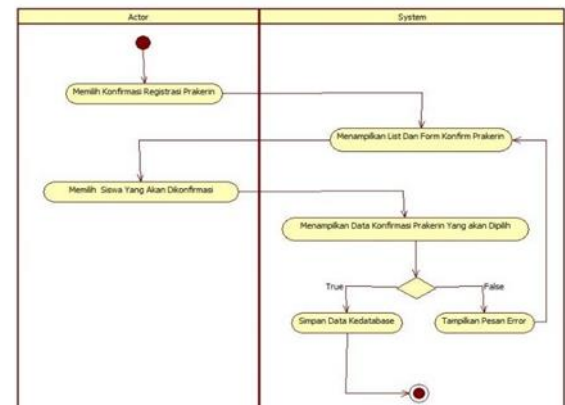 Actor
System
Memilih Konfirmasi Registrasi Prakerin
Menampilkan List Dan Form Konfirm Prakerin
Memilih Siswa Yang Akan Dikonfirmasi
Menampilkan Data Konfirmasi Prakerin Yang akan Dipilih
True
False
Simpan Data Kedatabase
Tampilkan Pesan Error